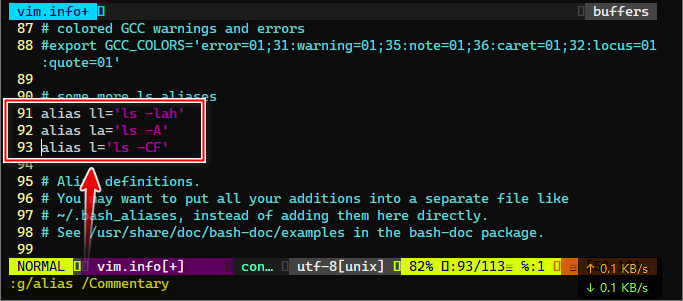 vim.info+ buffers
87 # colored GCC warnings and errors
88 #export GCC_COLORS='error=01;31:warning=01;35:note=01;36:caret=01;32:locus=01
:quote=01'
89
90 # some more ls aliases
91 alias ll='ls -lah'
92 alias la='ls -A'
93 alias l='ls -CF'
94
95 # Alias definitions.
96 # You may want to put all your additions into a separate file like
97 # ~/.bash_aliases, instead of adding them here directly.
98 # See /usr/share/doc/bash-doc/examples in the bash-doc package.
99
NORMAL vim.info[+] con… utf-8[unix] 82% :93/113≡ %:1
:g/alias /Commentary
↑ 0.1 KB/s
↓ 0.1 KB/s